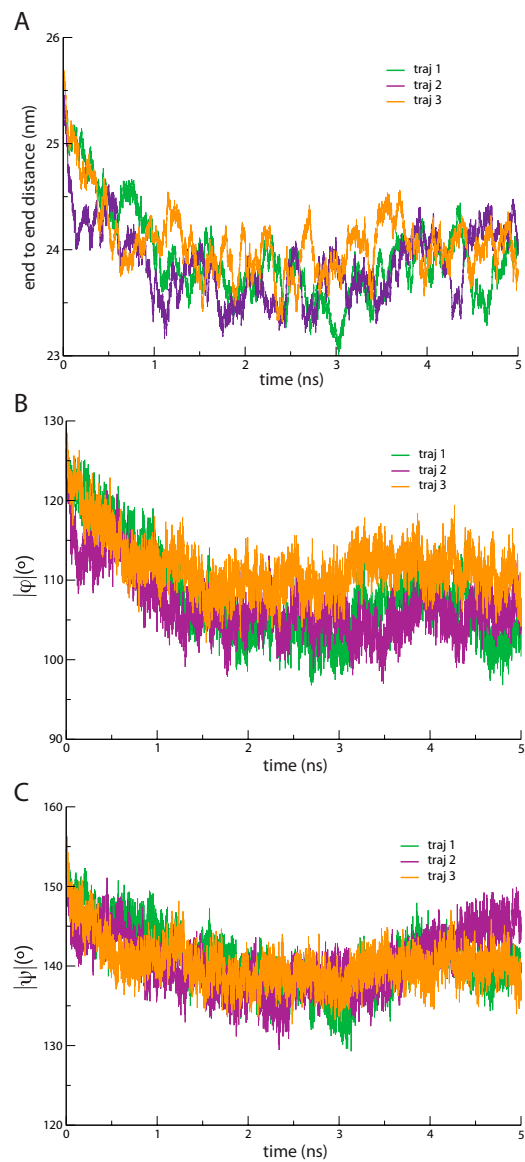 A
26
25
24
23
end to end distance (nm)
traj 1
traj 2
traj 3
0
1
2
3
4
5
time (ns)
B
130
120
110
100
90
|φ|(º)
traj 1
traj 2
traj 3
0
1
2
3
4
5
time (ns)
C
160
150
140
130
120
|ψ|(º)
traj 1
traj 2
traj 3
0
1
2
3
4
5
time (ns)